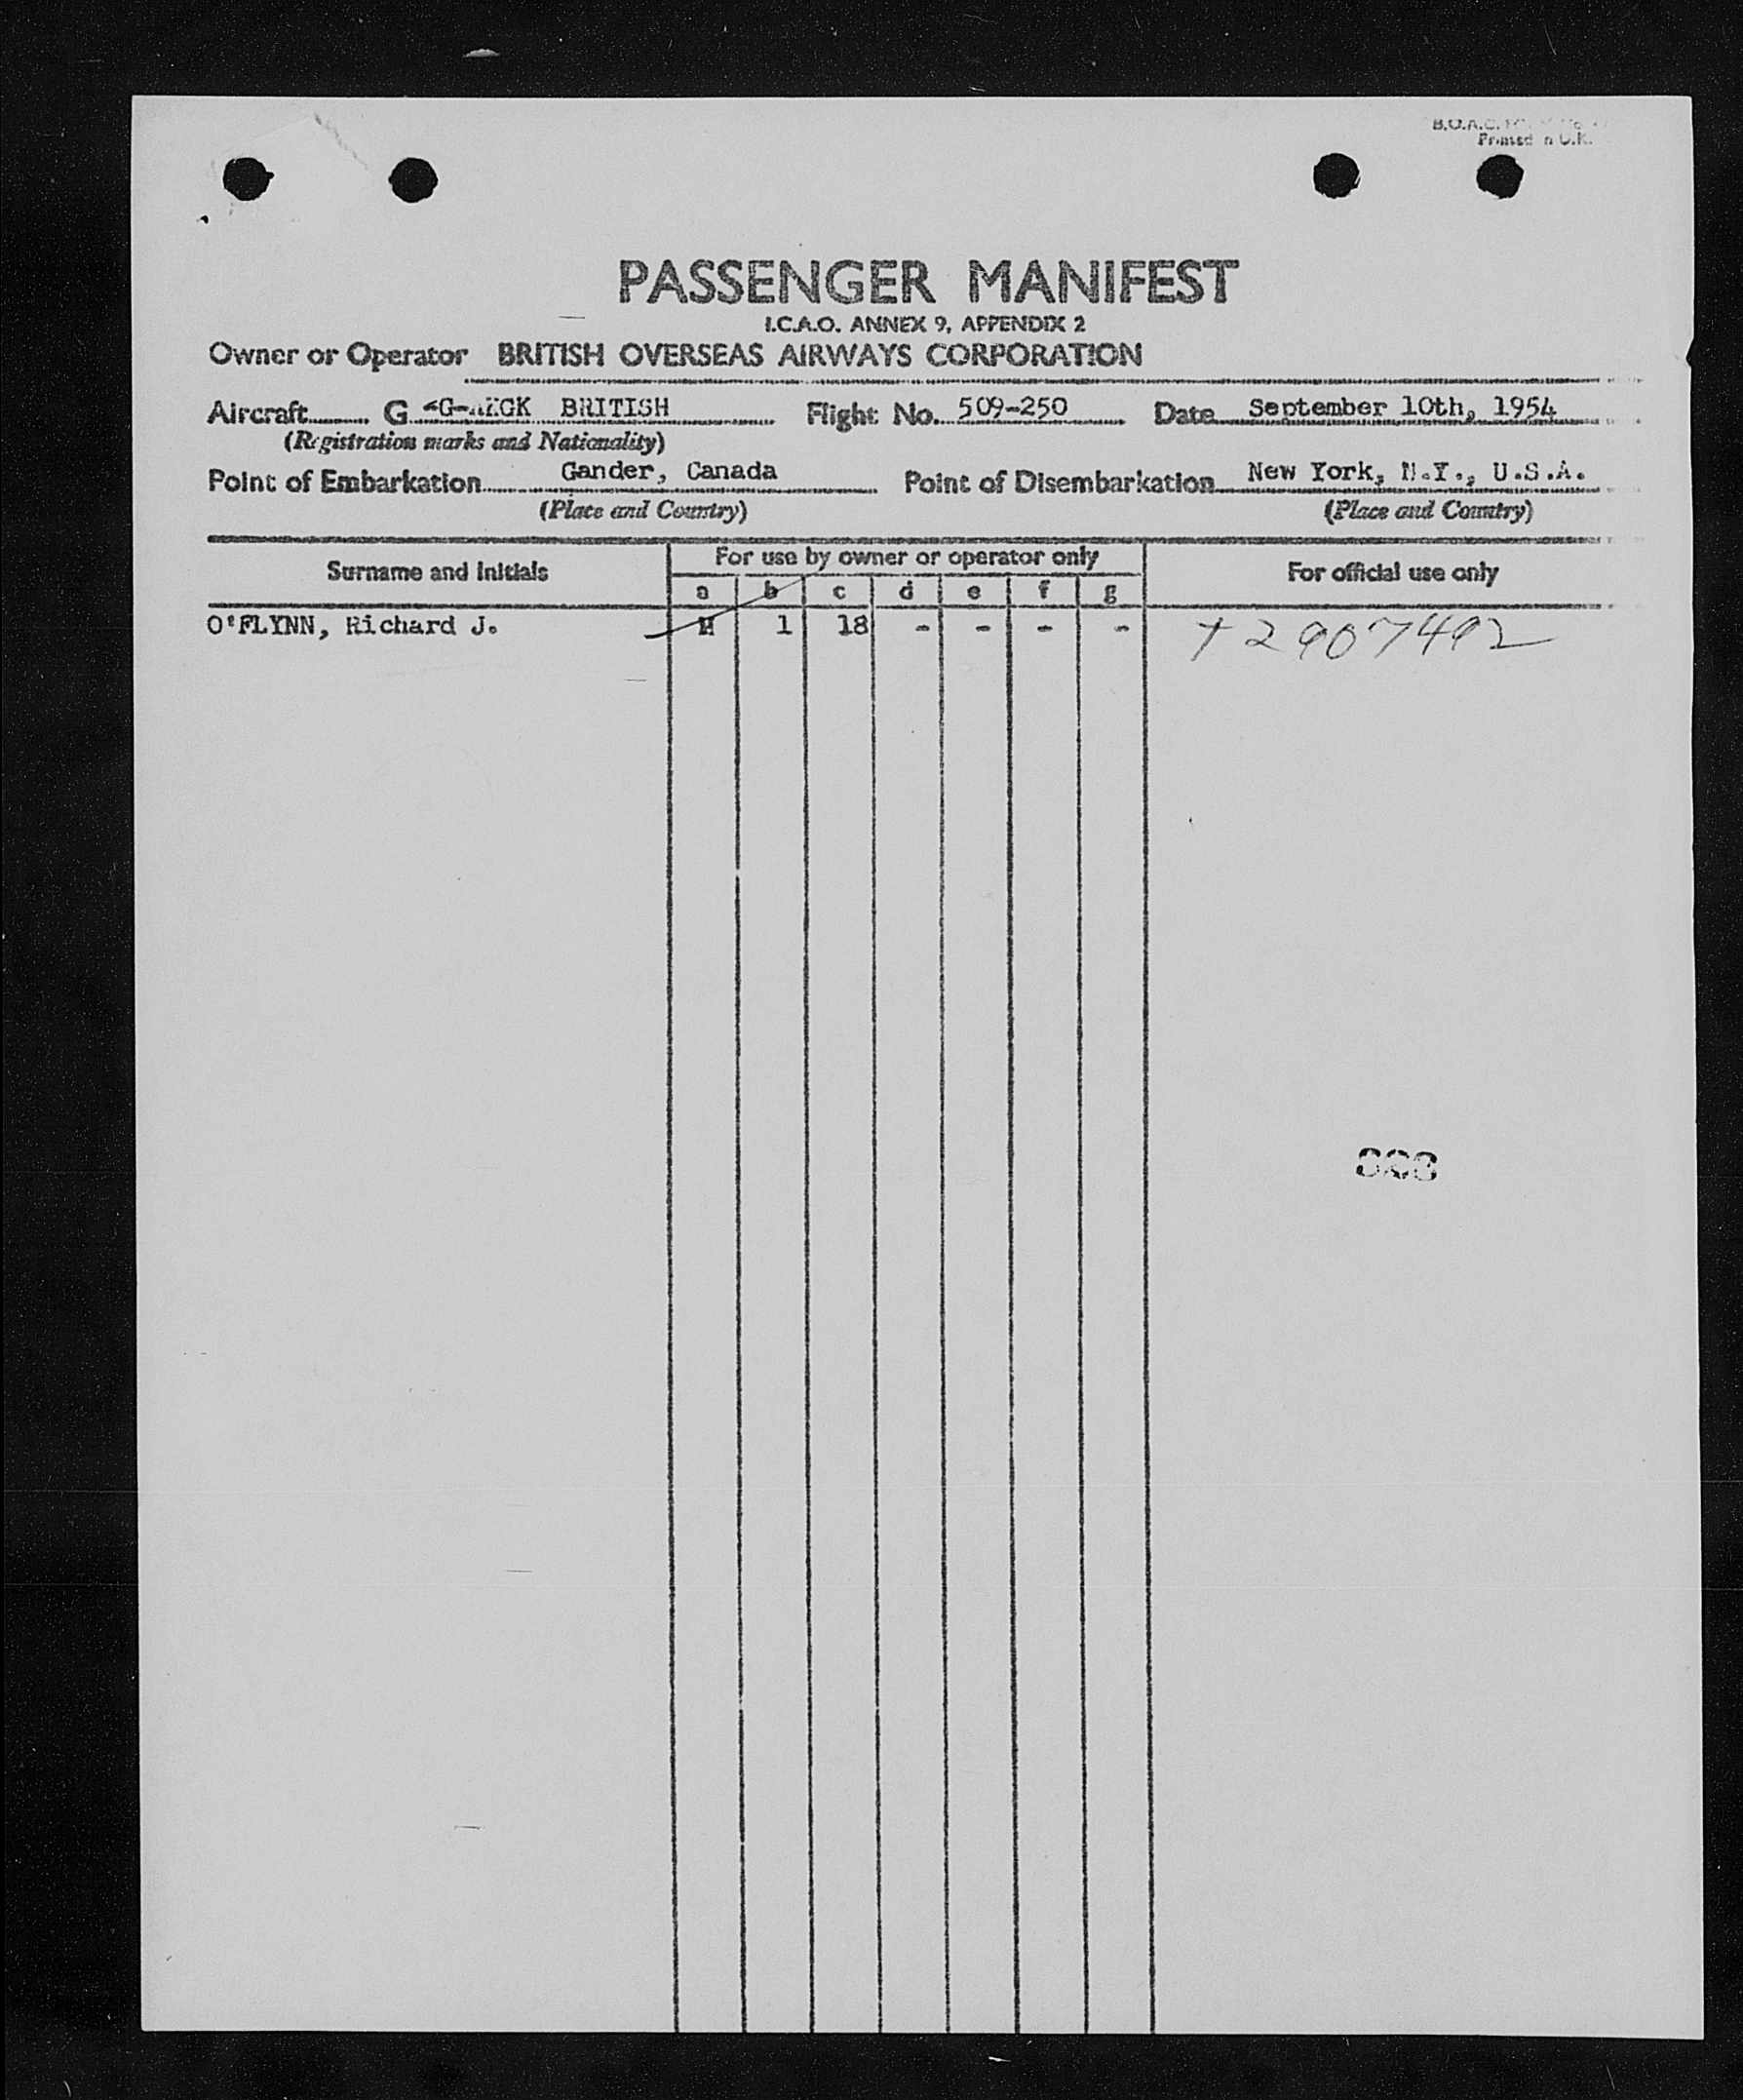 B.O.A.C.
Printed in U.K.
PASSENGER MANIFEST
I.C.A.O. ANNEX 9, APPENDIX 2
Owner or Operator BRITISH OVERSEAS AIRWAYS CORPORATION
Aircraft G BRITISH Flight No. 509-250 Date September 10th, 1954
(Registration marks and Nationality)
Point of Embarkation Gander, Canada Point of Disembarkation New York, N.Y., U.S.A.
(Place and Country) (Place and Country)
Surname and Initials For use by owner or operator only For official use only
a b c d e f g
O'FLYNN, Richard J. M 1 18 - - - - 2907492